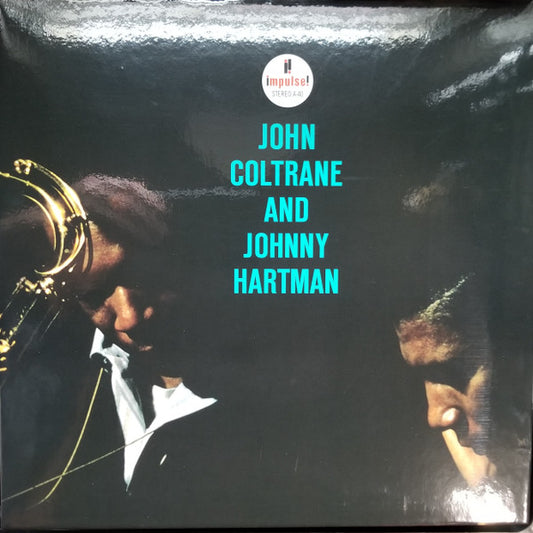 impulse!
STEREO A-40
JOHN
COLTRANE
AND
JOHNNY
HARTMAN